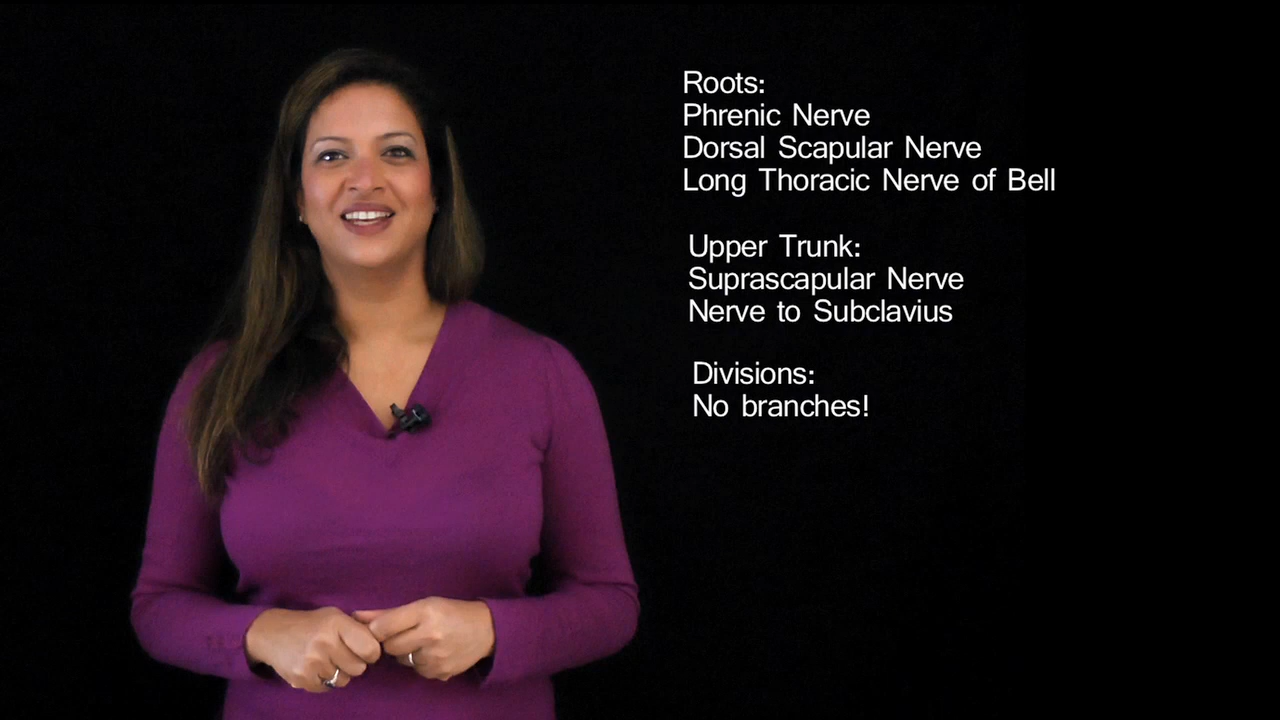 Roots:
Phrenic Nerve
Dorsal Scapular Nerve
Long Thoracic Nerve of Bell
Upper Trunk:
Suprascapular Nerve
Nerve to Subclavius
Divisions:
No branches!